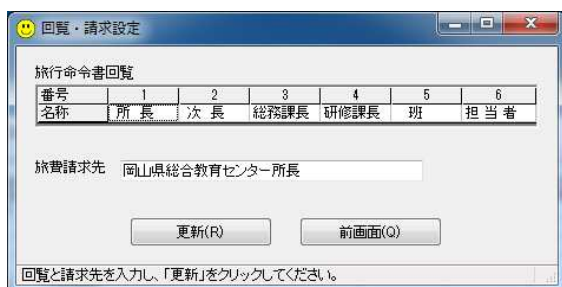 回覧・請求設定
旅行命令書回覧
番号 1 2 3 4 5 6
名称 所 長 次 長 総務課長 研修課長 班 担 当 者
旅費請求先 岡山県総合教育センター所長
更新(R) 前画面(Q)
回覧と請求先を入力し、「更新」をクリックしてください。